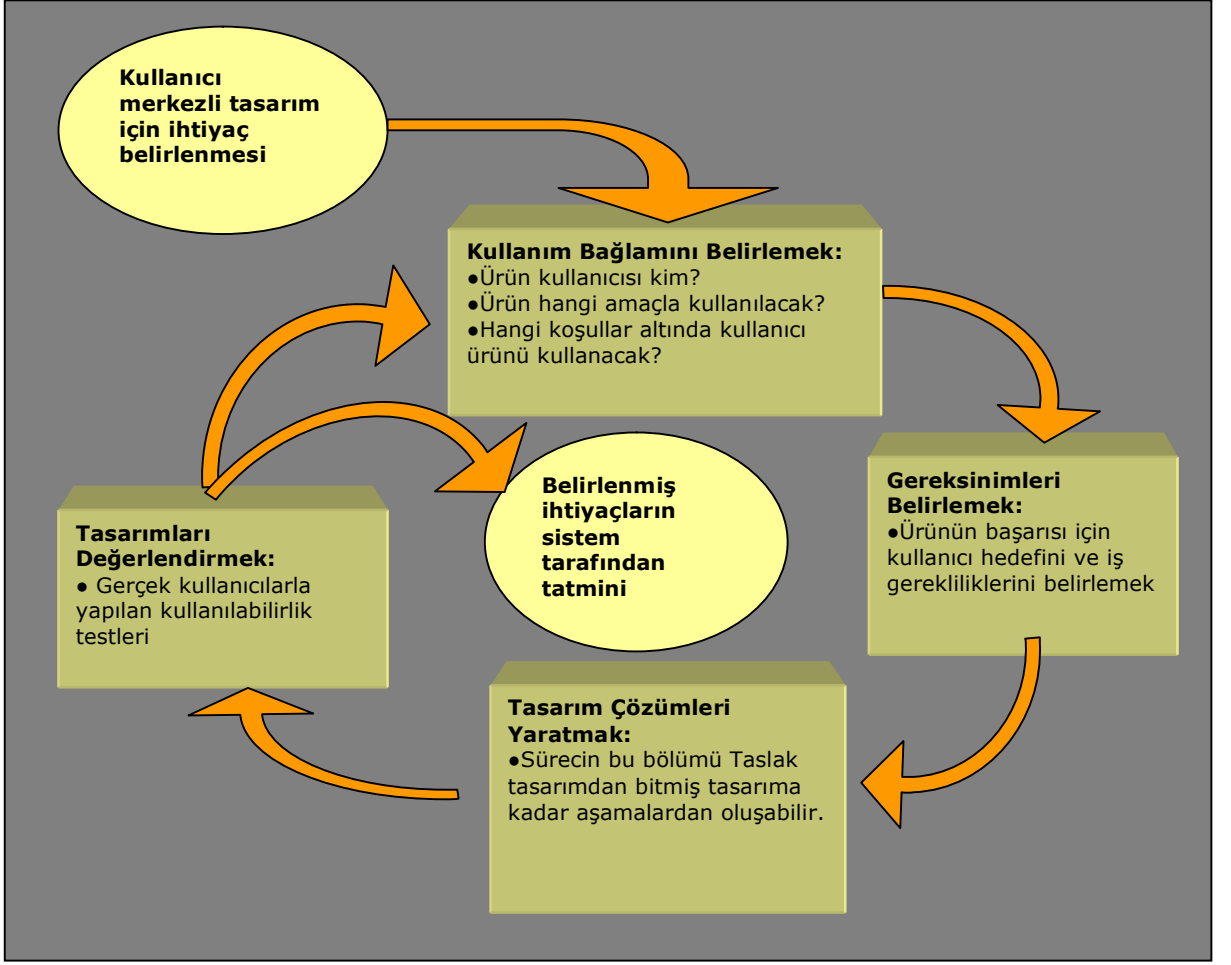 Kullanıcı
merkezli tasarım
için ihtiyaç
belirlenmesi
Kullanım Bağlamını Belirlemek:
●Ürün kullanıcısı kim?
●Ürün hangi amaçla kullanılacak?
●Hangi koşullar altında kullanıcı
ürünü kullanacak?
Gereksinimleri
Belirlemek:
●Ürünün başarısı için
kullanıcı hedefini ve iş
gerekliliklerini belirlemek
Tasarım Çözümleri
Yaratmak:
●Sürecin bu bölümü Taslak
tasarımdan bitmiş tasarıma
kadar aşamalardan oluşabilir.
Tasarımları
Değerlendirmek:
● Gerçek kullanıcılarla
yapılan kullanılabilirlik
testleri
Belirlenmiş
ihtiyaçların
sistem
tarafından
tatmini